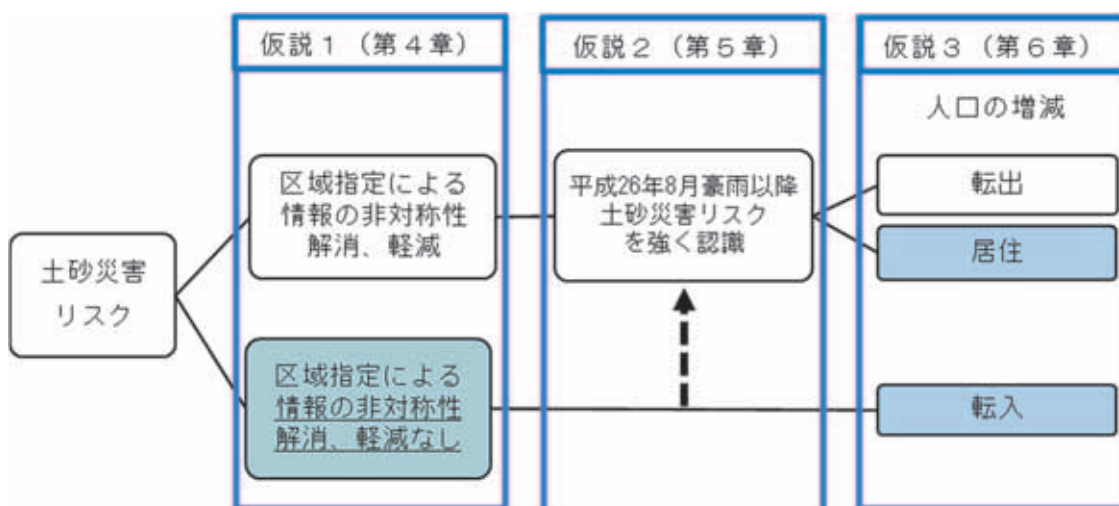 仮説1（第4章）
仮説2（第5章）
仮説3（第6章）
人口の増減
土砂災害
リスク
区域指定による
情報の非対称性
解消、軽減
平成26年8月豪雨以降
土砂災害リスク
を強く認識
転出
居住
区域指定による
情報の非対称性
解消、軽減なし
転入